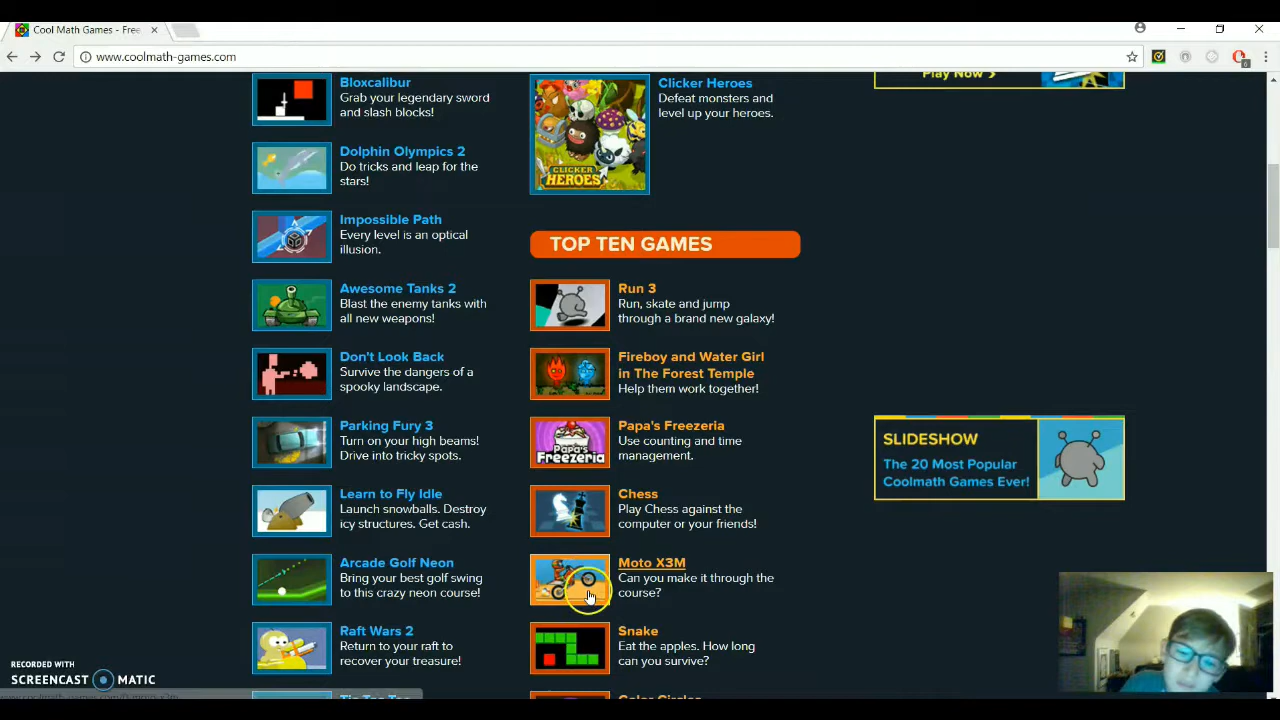 Cool Math Games - Free
www.coolmath-games.com
Bloxcalibur
Grab your legendary sword
and slash blocks!
Dolphin Olympics 2
Do tricks and leap for the
stars!
Impossible Path
Every level is an optical
illusion.
Awesome Tanks 2
Blast the enemy tanks with
all new weapons!
Don't Look Back
Survive the dangers of a
spooky landscape.
Parking Fury 3
Turn on your high beams!
Drive into tricky spots.
Learn to Fly Idle
Launch snowballs. Destroy
icy structures. Get cash.
Arcade Golf Neon
Bring your best golf swing
to this crazy neon course!
Raft Wars 2
Return to your raft to
recover your treasure!
CLICKER
HEROES
Clicker Heroes
Defeat monsters and
level up your heroes.
TOP TEN GAMES
Run 3
Run, skate and jump
through a brand new galaxy!
Fireboy and Water Girl
in The Forest Temple
Help them work together!
PAPA'S
Freezeria
Papa's Freezeria
Use counting and time
management.
Chess
Play Chess against the
computer or your friends!
Moto X3M
Can you make it through the
course?
Snake
Eat the apples. How long
can you survive?
Play Now >
SLIDESHOW
The 20 Most Popular
Coolmath Games Ever!
RECORDED WITH
SCREENCAST MATIC